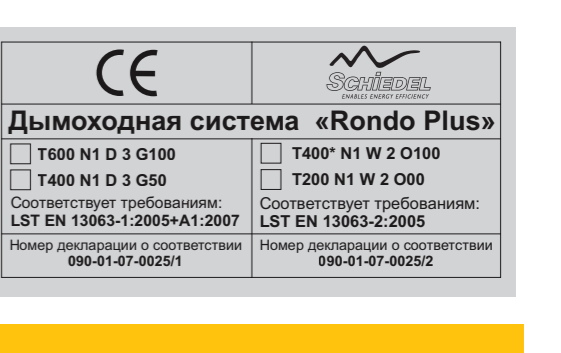 CE
SCHIEDEL
ENABLES ENERGY EFFICIENCY
Дымоходная система «Rondo Plus»
T600 N1 D 3 G100
T400 N1 D 3 G50
Соответствует требованиям:
LST EN 13063-1:2005+A1:2007
Номер декларации о соответствии
090-01-07-0025/1
T400* N1 W 2 O100
T200 N1 W 2 O00
Соответствует требованиям:
LST EN 13063-2:2005
Номер декларации о соответствии
090-01-07-0025/2